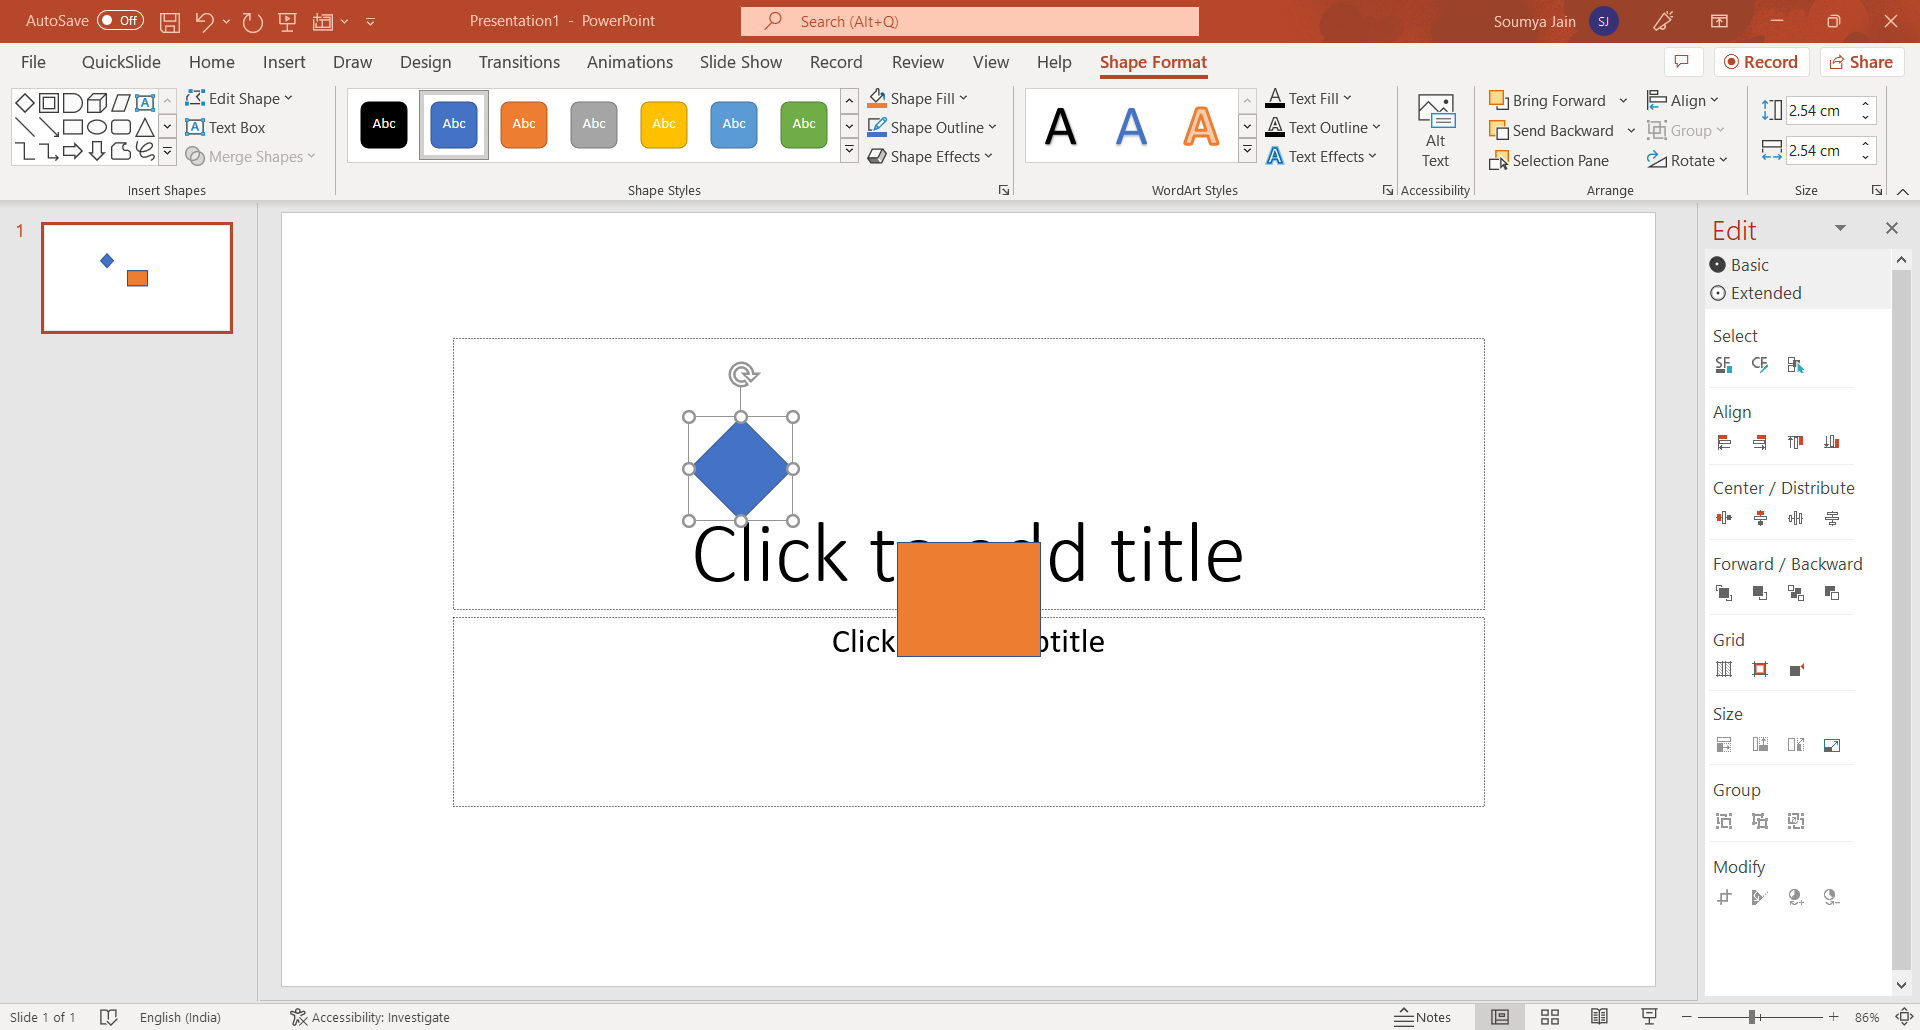 AutoSave Off Presentation1 - PowerPoint Search (Alt+Q) Soumya Jain SJ
File QuickSlide Home Insert Draw Design Transitions Animations Slide Show Record Review View Help Shape Format Record Share
Edit Shape
Text Box
Merge Shapes
Insert Shapes
Abc Abc Abc Abc Abc Abc Abc
Shape Fill
Shape Outline
Shape Effects
Shape Styles
A A A
Text Fill
Text Outline
Text Effects
WordArt Styles
Alt
Text
Accessibility
Bring Forward
Send Backward
Selection Pane
Align
Group
Rotate
Arrange
2.54 cm
2.54 cm
Size
1
Click to add title
Click btitle
Edit
Basic
Extended
Select
SF CF
Align
Center / Distribute
Forward / Backward
Grid
Size
Group
Modify
Slide 1 of 1 English (India) Accessibility: Investigate Notes 86%